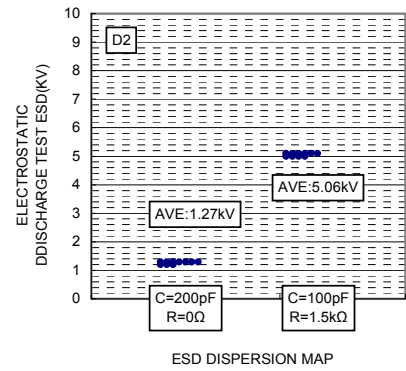 ELECTROSTATIC
DDISCHARGE TEST ESD(KV)
10
9
8
7
6
5
4
3
2
1
0
D2
AVE:5.06kV
AVE:1.27kV
C=200pF
R=0Ω
C=100pF
R=1.5kΩ
ESD DISPERSION MAP